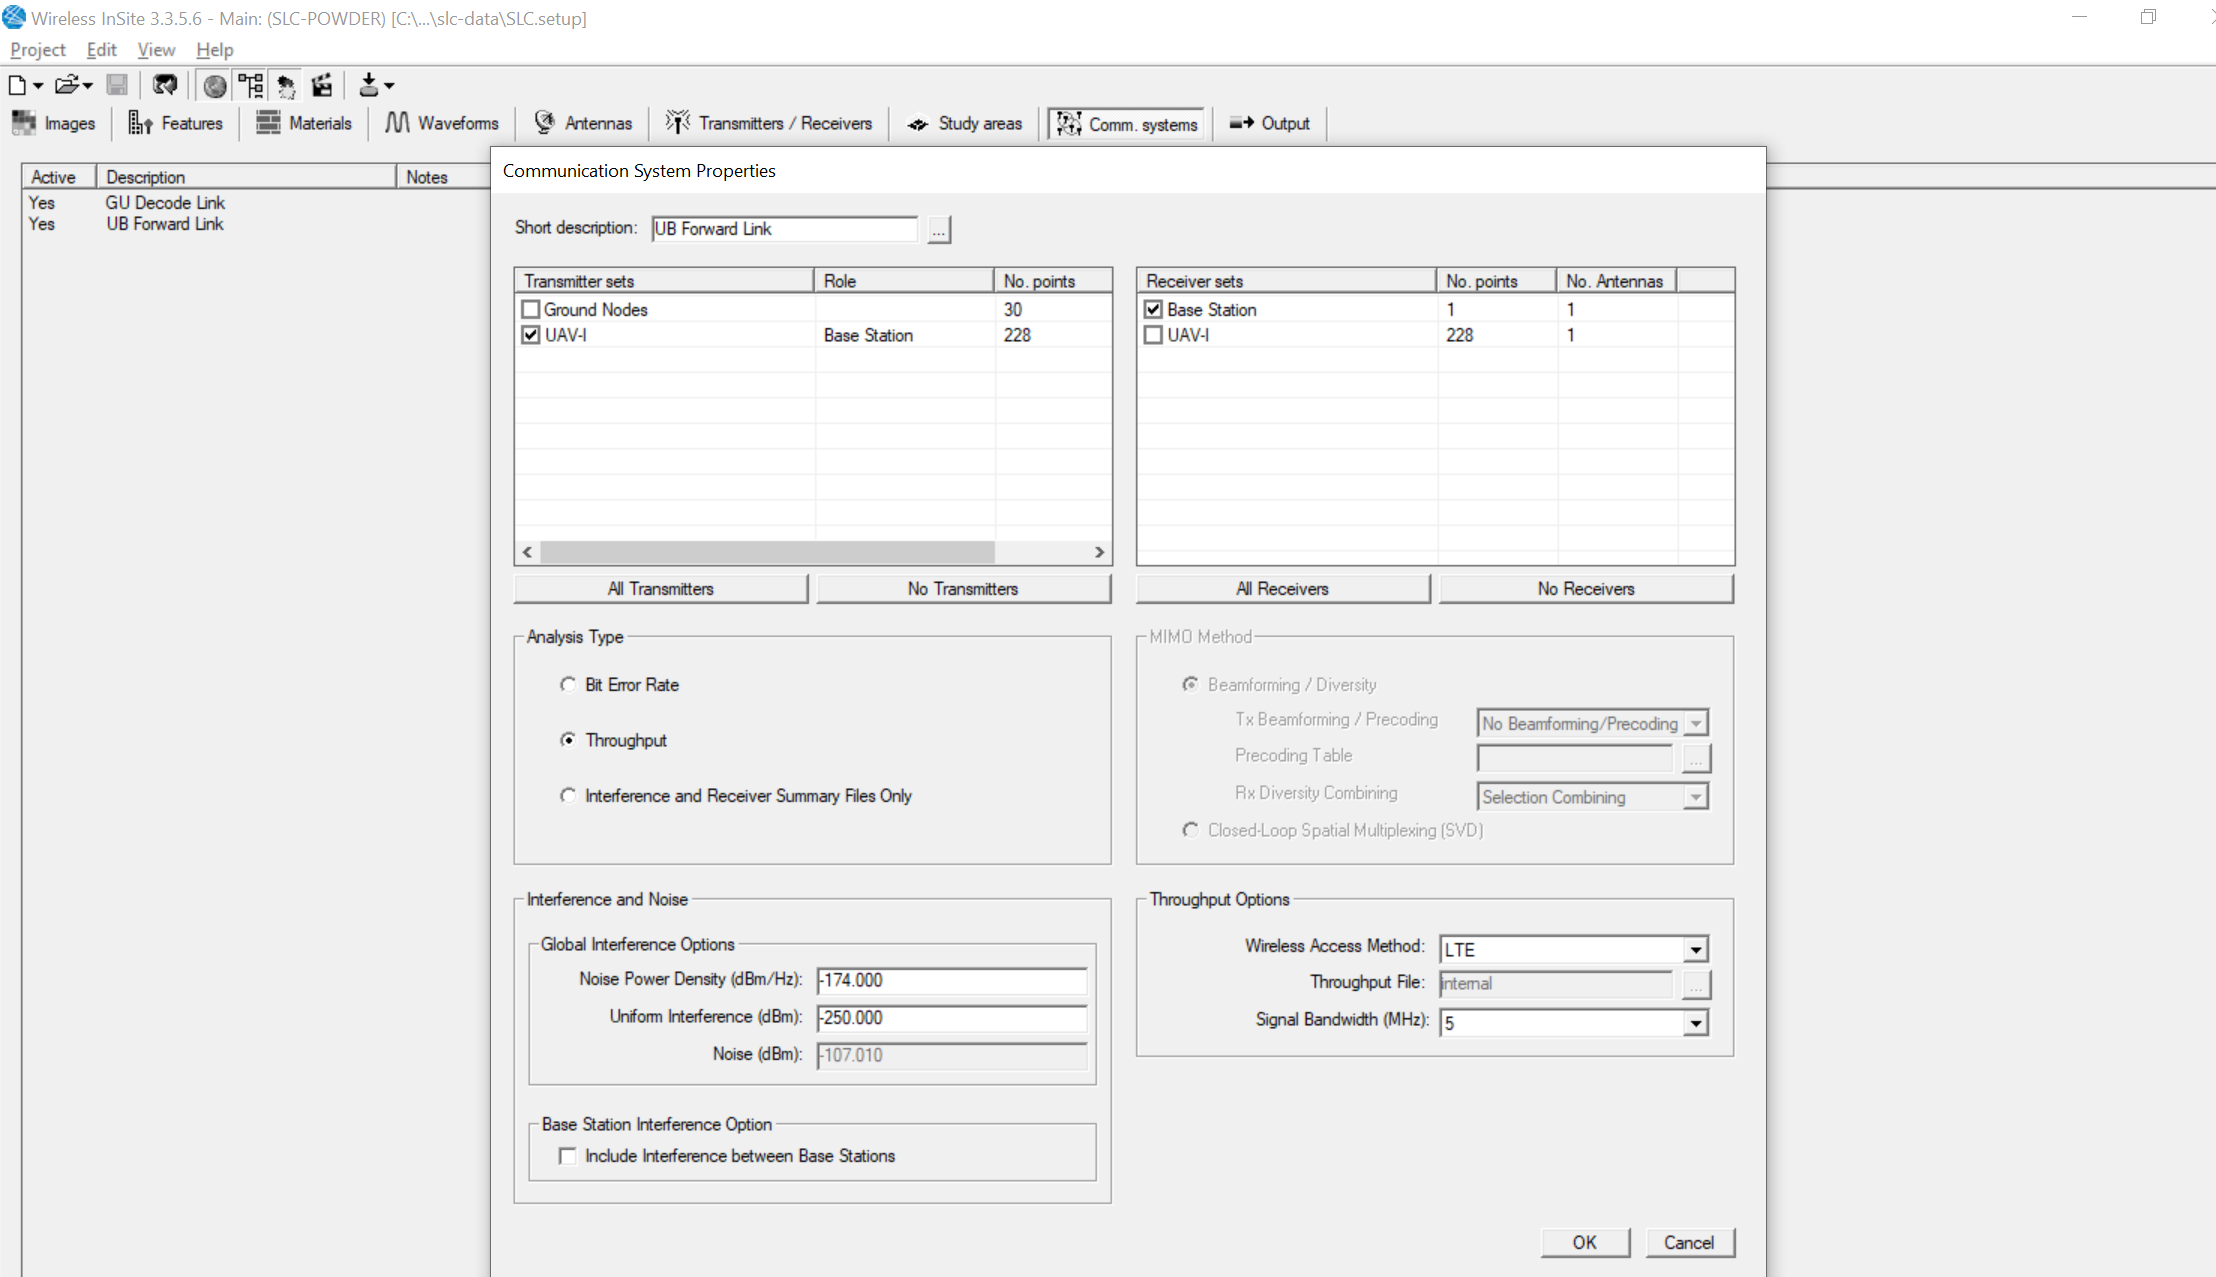 Wireless InSite 3.3.5.6 - Main: (SLC-POWDER) [C:\...\slc-data\SLC.setup]
Project Edit View Help
Images Features Materials Waveforms Antennas Transmitters / Receivers Study areas Comm. systems Output
Active Description Notes
Yes GU Decode Link
Yes UB Forward Link
Communication System Properties
Short description: UB Forward Link ...
Transmitter sets Role No. points
Ground Nodes 30
UAV-I Base Station 228
All Transmitters No Transmitters
Receiver sets No. points No. Antennas
Base Station 1 1
UAV-I 228 1
All Receivers No Receivers
Analysis Type
Bit Error Rate
Throughput
Interference and Receiver Summary Files Only
MIMO Method
Beamforming / Diversity
Tx Beamforming / Precoding No Beamforming/Precoding
Precoding Table ...
Rx Diversity Combining Selection Combining
Closed-Loop Spatial Multiplexing (SVD)
Interference and Noise
Global Interference Options
Noise Power Density (dBm/Hz): -174.000
Uniform Interference (dBm): -250.000
Noise (dBm): -107.010
Base Station Interference Option
Include Interference between Base Stations
Throughput Options
Wireless Access Method: LTE
Throughput File: internal ...
Signal Bandwidth (MHz): 5
OK Cancel